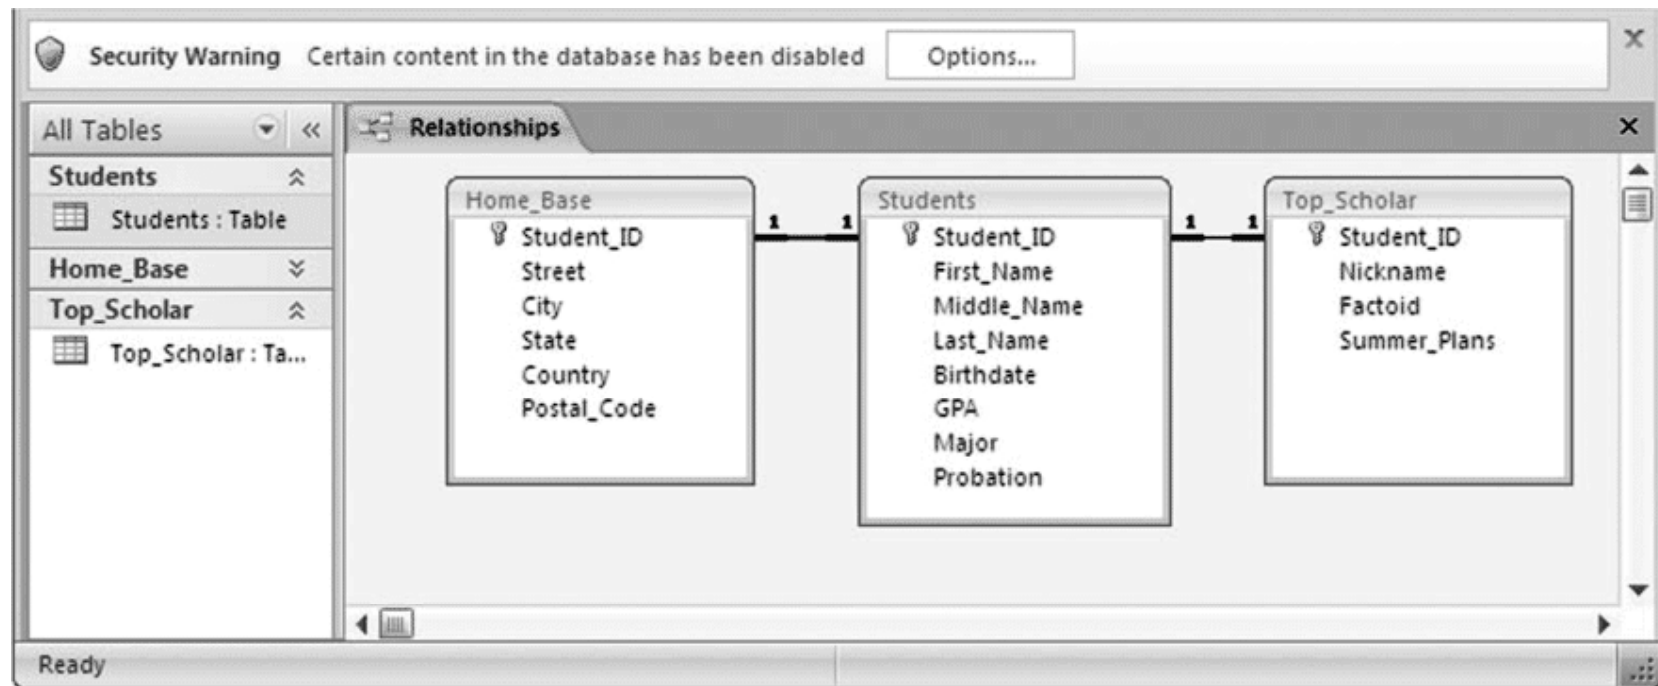 Security Warning Certain content in the database has been disabled Options...
All Tables
Students
Students : Table
Home_Base
Top_Scholar
Top_Scholar : Ta...
Relationships
Home_Base
Student_ID
Street
City
State
Country
Postal_Code
1 1
Students
Student_ID
First_Name
Middle_Name
Last_Name
Birthdate
GPA
Major
Probation
1 1
Top_Scholar
Student_ID
Nickname
Factoid
Summer_Plans
Ready